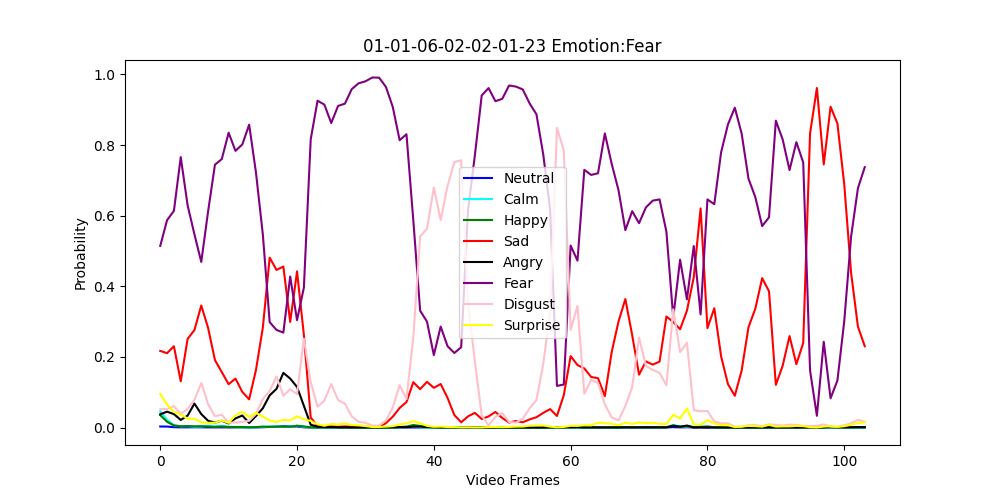 01-01-06-02-02-01-23 Emotion:Fear
Probability
1.0
0.8
0.6
0.4
0.2
0.0
Neutral
Calm
Happy
Sad
Angry
Fear
Disgust
Surprise
0 20 40 60 80 100
Video Frames